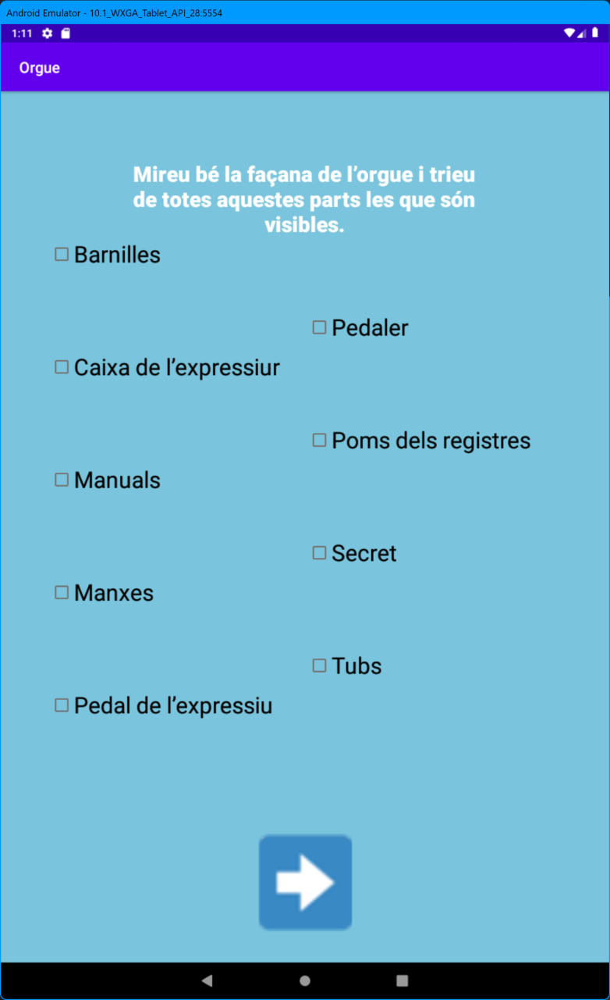 Android Emulator - 10.1_WXGA_Tablet_API_28:5554
1:11
Orgue
Mireu bé la façana de l’orgue i trieu
de totes aquestes parts les que són
visibles.
Barnilles
Pedaler
Caixa de l’expressiur
Poms dels registres
Manuals
Secret
Manxes
Tubs
Pedal de l’expressiu